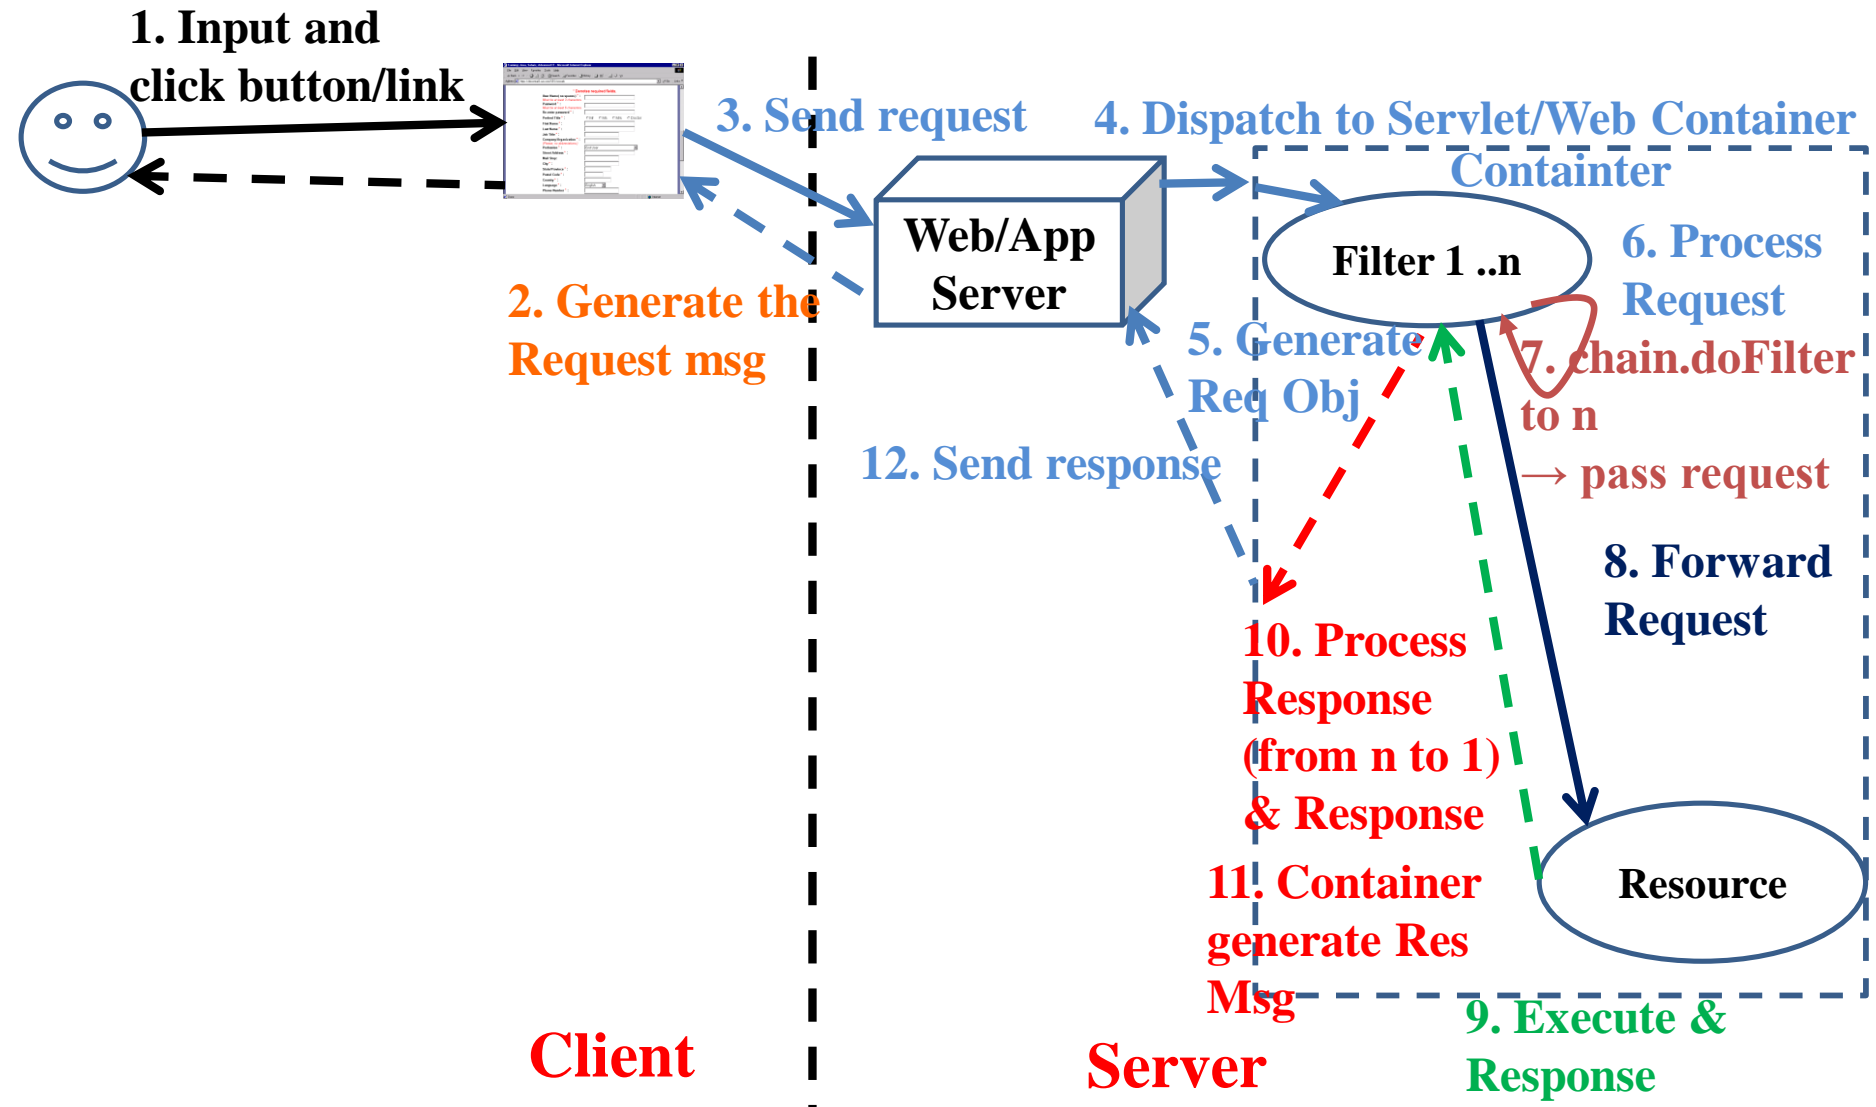 1. Input and
click button/link
3. Send request
4. Dispatch to Servlet/Web Container
Containter
Web/App
Server
Filter 1 ..n
6. Process
Request
2. Generate the
Request msg
5. Generate
Req Obj
7. chain.doFilter
to n
→ pass request
12. Send response
8. Forward
Request
10. Process
Response
(from n to 1)
& Response
11. Container
generate Res
Msg
Resource
9. Execute &
Response
Client
Server